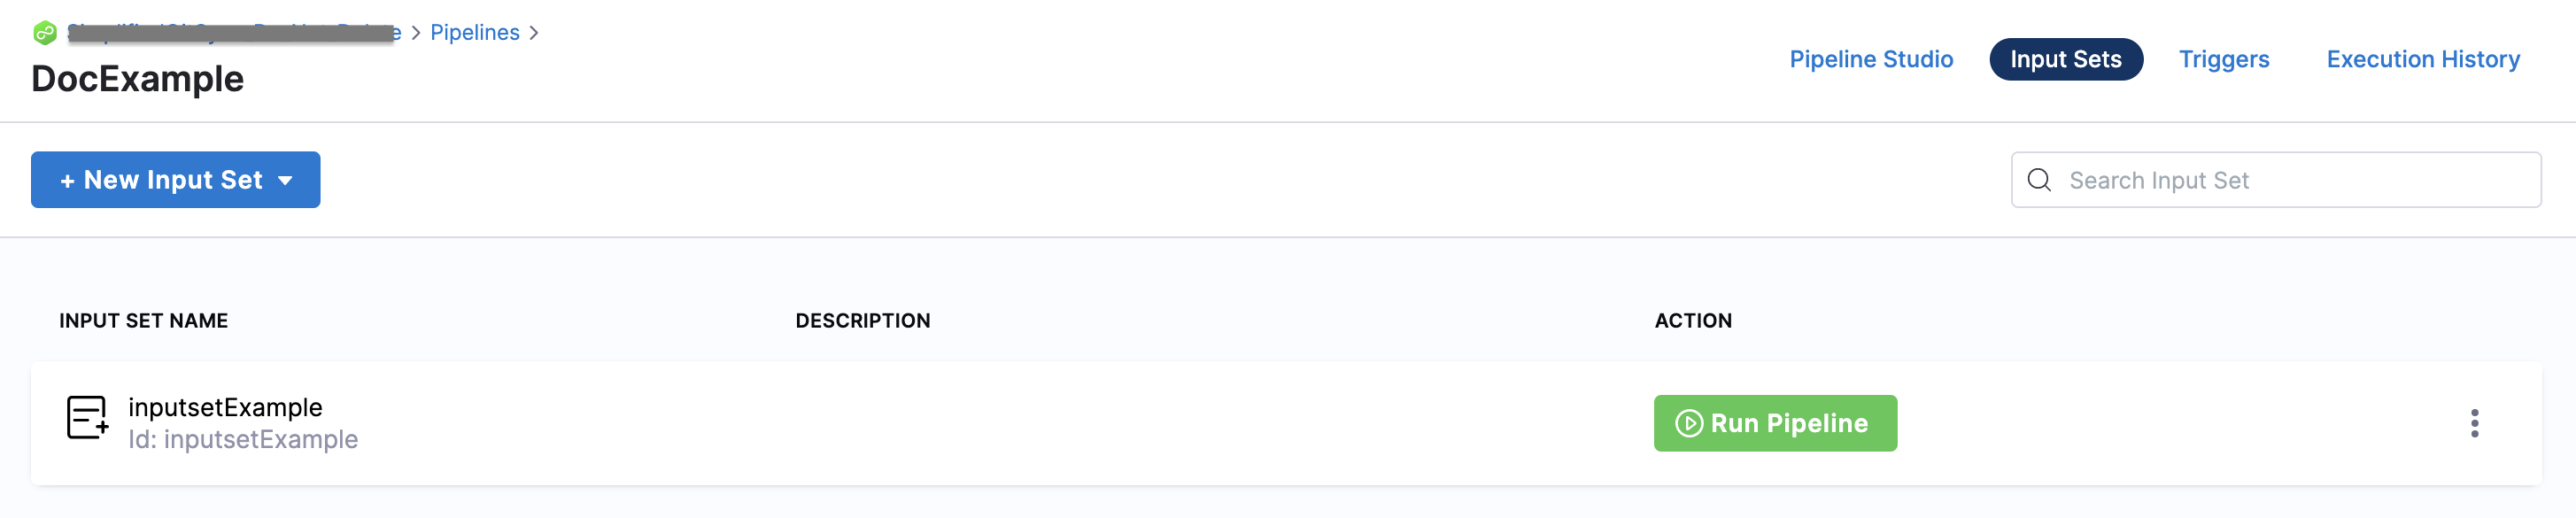 Pipelines
DocExample
Pipeline Studio
Input Sets
Triggers
Execution History
+ New Input Set
Search Input Set
INPUT SET NAME
DESCRIPTION
ACTION
inputsetExample
Id: inputsetExample
Run Pipeline